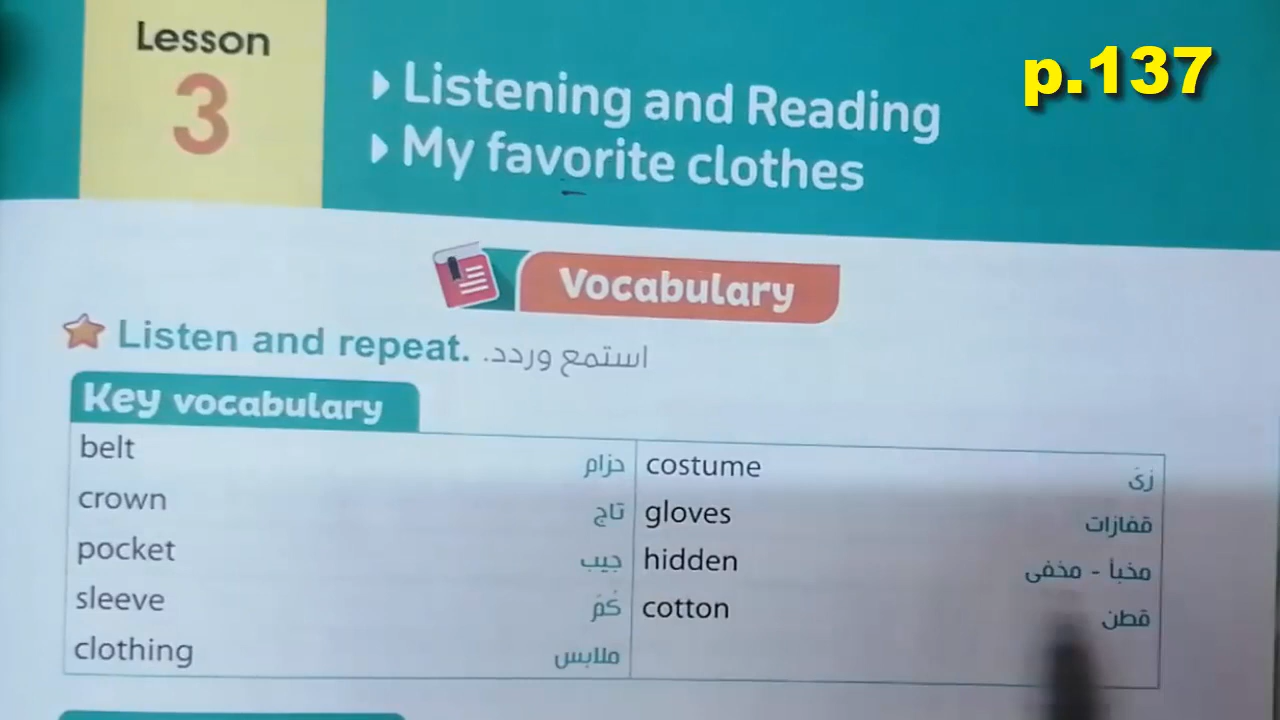 Lesson
3
Listening and Reading
My favorite clothes
p.137
Vocabulary
Listen and repeat. استمع وردد.
Key vocabulary
belt حزام costume زىّ
crown تاج gloves قفازات
pocket جيب hidden مخبأ - مخفى
sleeve كُمّ cotton قطن
clothing ملابس